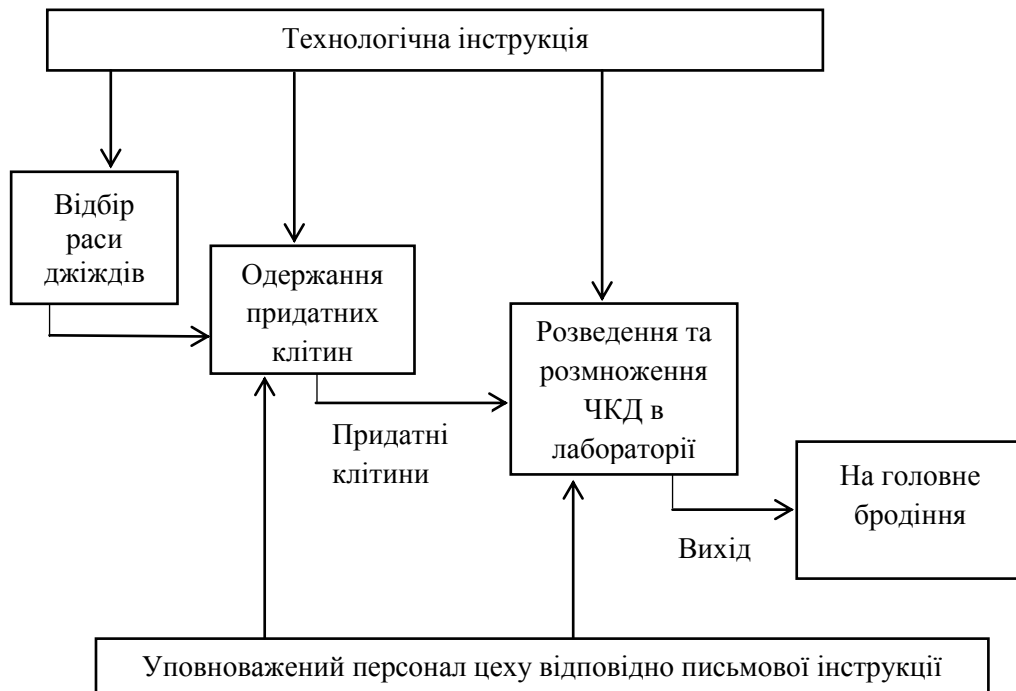 Технологічна інструкція
Відбір
раси
джіждів
Одержання
придатних
клітин
Придатні
клітини
Розведення та
розмноження
ЧКД в
лабораторії
Вихід
На головне
бродіння
Уповноважений персонал цеху відповідно письмової інструкції